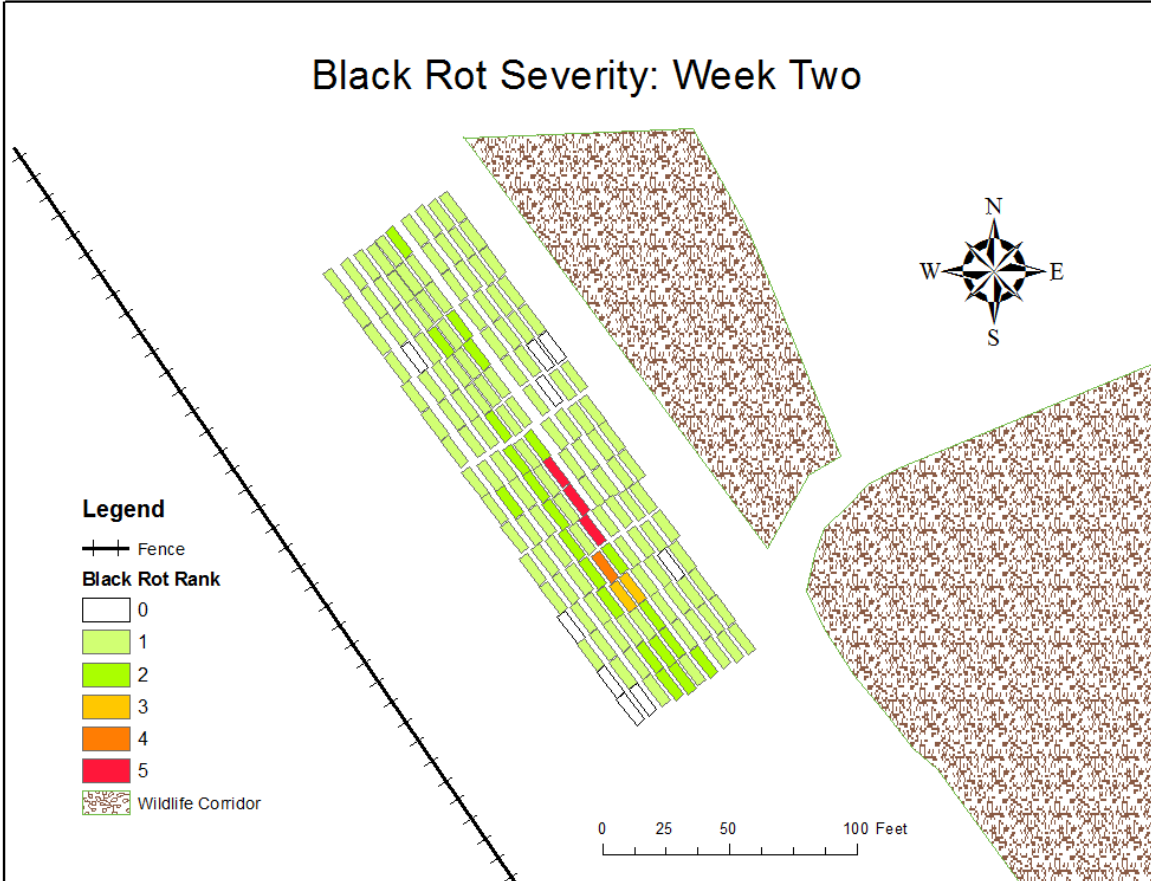 Black Rot Severity: Week Two
N
W E
S
Legend
Fence
Black Rot Rank
0
1
2
3
4
5
Wildlife Corridor
0 25 50 100 Feet